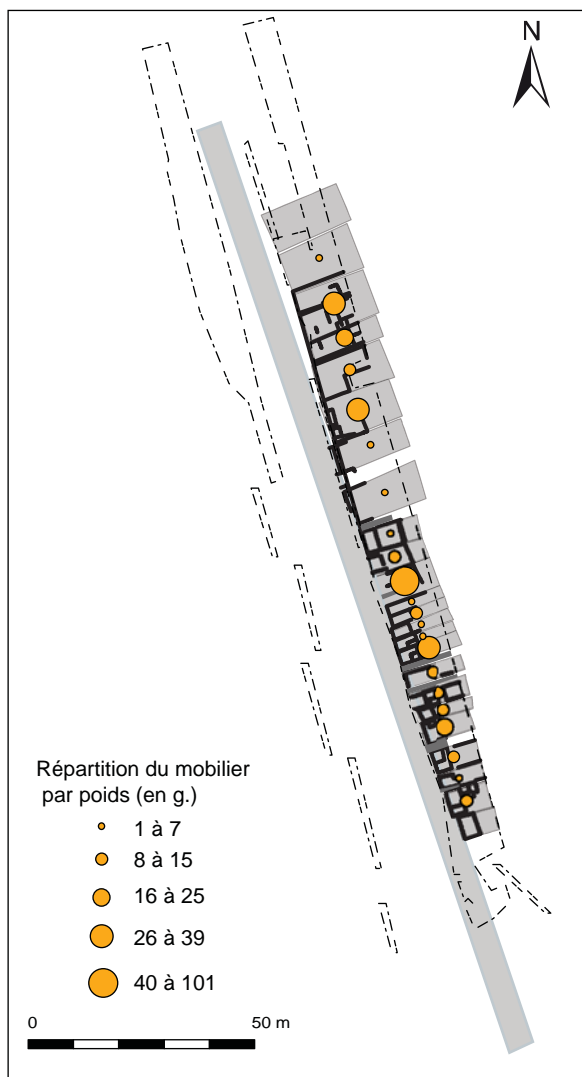 N
Répartition du mobilier
par poids (en g.)
1 à 7
8 à 15
16 à 25
26 à 39
40 à 101
0 50 m